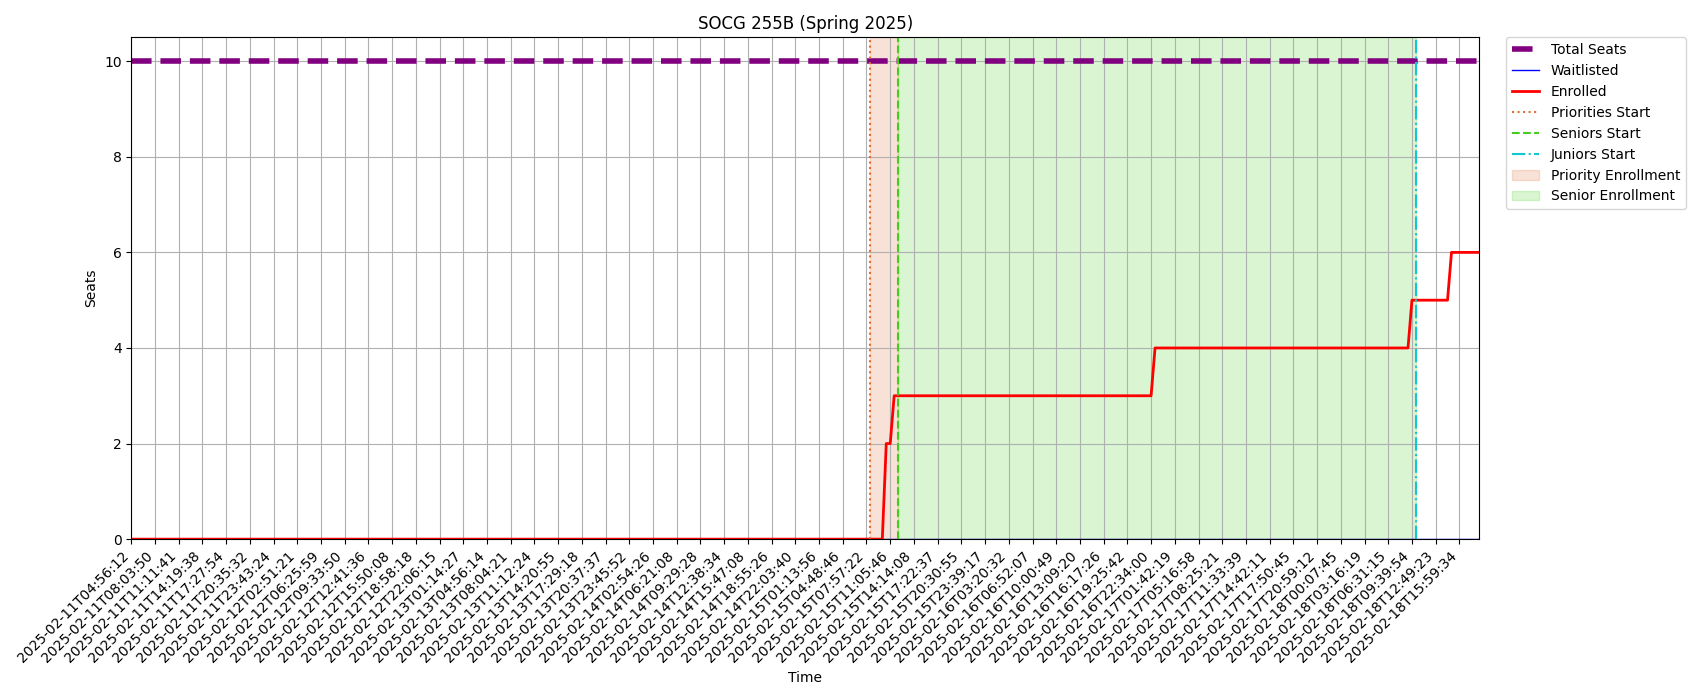 SOCG 255B (Spring 2025)
Total Seats
Waitlisted
Enrolled
Priorities Start
Seniors Start
Juniors Start
Priority Enrollment
Senior Enrollment
10
8
6
4
2
0
Seats
2025-02-11T04:56:12
2025-02-11T08:03:50
2025-02-11T11:11:41
2025-02-11T14:19:38
2025-02-11T17:27:54
2025-02-11T20:35:32
2025-02-11T23:43:24
2025-02-12T02:51:21
2025-02-12T06:25:59
2025-02-12T09:33:50
2025-02-12T12:41:36
2025-02-12T15:50:08
2025-02-12T18:58:18
2025-02-12T22:06:15
2025-02-13T01:14:27
2025-02-13T04:56:14
2025-02-13T08:04:21
2025-02-13T11:12:24
2025-02-13T14:20:55
2025-02-13T17:29:18
2025-02-13T20:37:37
2025-02-13T23:45:52
2025-02-14T02:54:26
2025-02-14T06:21:08
2025-02-14T09:29:28
2025-02-14T12:38:34
2025-02-14T15:47:08
2025-02-14T18:55:26
2025-02-14T22:03:40
2025-02-15T01:13:56
2025-02-15T04:48:46
2025-02-15T07:57:22
2025-02-15T11:05:46
2025-02-15T14:14:08
2025-02-15T17:22:37
2025-02-15T20:30:55
2025-02-15T23:39:17
2025-02-16T03:20:32
2025-02-16T06:52:07
2025-02-16T10:00:49
2025-02-16T13:09:20
2025-02-16T16:17:26
2025-02-16T19:25:42
2025-02-16T22:34:00
2025-02-17T01:42:19
2025-02-17T05:16:58
2025-02-17T08:25:21
2025-02-17T11:33:39
2025-02-17T14:42:11
2025-02-17T17:50:45
2025-02-17T20:59:12
2025-02-18T00:07:45
2025-02-18T03:16:19
2025-02-18T06:31:15
2025-02-18T09:39:54
2025-02-18T12:49:23
2025-02-18T15:59:34
Time